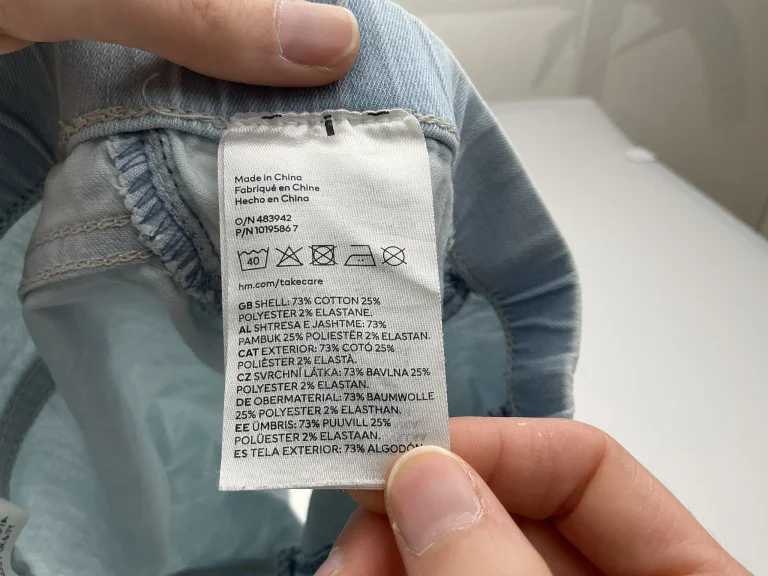 Made in China
Fabriqué en Chine
Hecho en China
O/N 483942
P/N 1019586 7
40
hm.com/takecare
GB SHELL: 73% COTTON 25%
POLYESTER 2% ELASTANE.
AL SHTRESA E JASHTME: 73%
PAMBUK 25% POLIESTËR 2% ELASTAN.
CAT EXTERIOR: 73% COTÓ 25%
POLIÈSTER 2% ELASTÀ.
CZ SVRCHNÍ LÁTKA: 73% BAVLNA 25%
POLYESTER 2% ELASTAN.
DE OBERMATERIAL: 73% BAUMWOLLE
25% POLYESTER 2% ELASTHAN.
EE ÜMBRIS: 73% PUUVILL 25%
POLÜESTER 2% ELASTAAN.
ES TELA EXTERIOR: 73% ALGODÓN